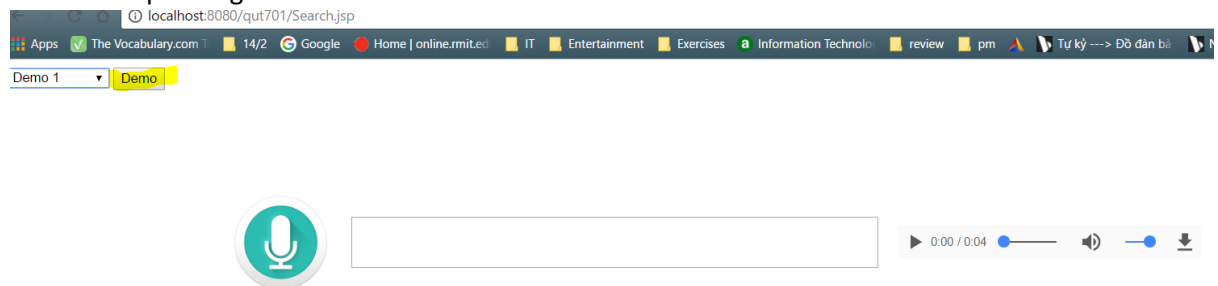 localhost:8080/qut701/Search.jsp
Apps The Vocabulary.com T 14/2 Google Home | online.rmit.ed IT Entertainment Exercises Information Technolo review pm Tự kỷ ---> Đồ đàn bà N
Demo 1 Demo
0:00 / 0:04